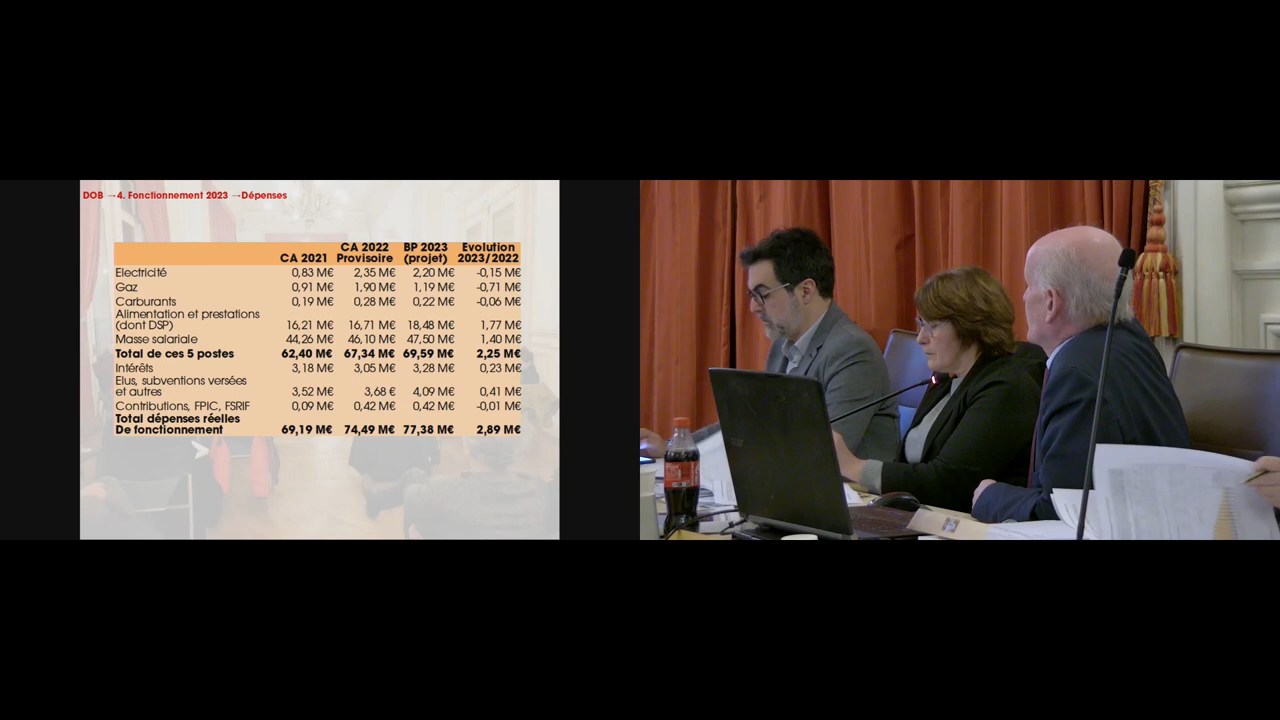 DOB → 4. Fonctionnement 2023 → Dépenses
CA 2021 CA 2022 Provisoire BP 2023 (projet) Evolution 2023/2022
Electricité 0,83 M€ 2,35 M€ 2,20 M€ -0,15 M€
Gaz 0,91 M€ 1,90 M€ 1,19 M€ -0,71 M€
Carburants 0,19 M€ 0,28 M€ 0,22 M€ -0,06 M€
Alimentation et prestations
(dont DSP) 16,21 M€ 16,71 M€ 18,48 M€ 1,77 M€
Masse salariale 44,26 M€ 46,10 M€ 47,50 M€ 1,40 M€
Total de ces 5 postes 62,40 M€ 67,34 M€ 69,59 M€ 2,25 M€
Intérêts 3,18 M€ 3,05 M€ 3,28 M€ 0,23 M€
Elus, subventions versées
et autres 3,52 M€ 3,68 € 4,09 M€ 0,41 M€
Contributions, FPIC, FSRIF 0,09 M€ 0,42 M€ 0,42 M€ -0,01 M€
Total dépenses réelles
De fonctionnement 69,19 M€ 74,49 M€ 77,38 M€ 2,89 M€